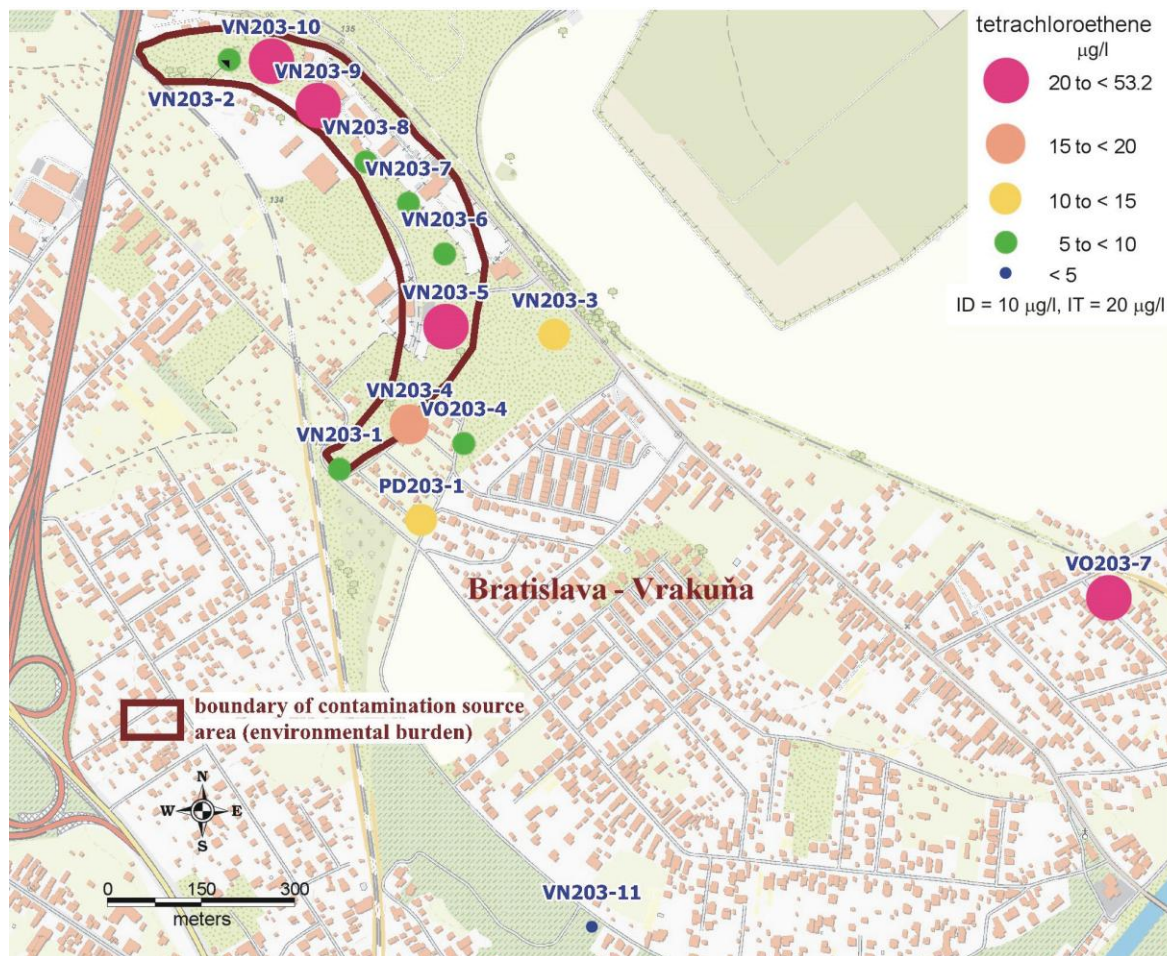 VN203-10
135
VN203-9
VN203-2
VN203-8
VN203-7
134
VN203-6
VN203-5
VN203-3
VN203-4
VO203-4
VN203-1
PD203-1
VO203-7
Bratislava - Vrakuňa
VN203-11
boundary of contamination source
area (environmental burden)
N
W E
S
0 150 300
meters
tetrachloroethene
µg/l
20 to < 53.2
15 to < 20
10 to < 15
5 to < 10
< 5
ID = 10 µg/l, IT = 20 µg/l